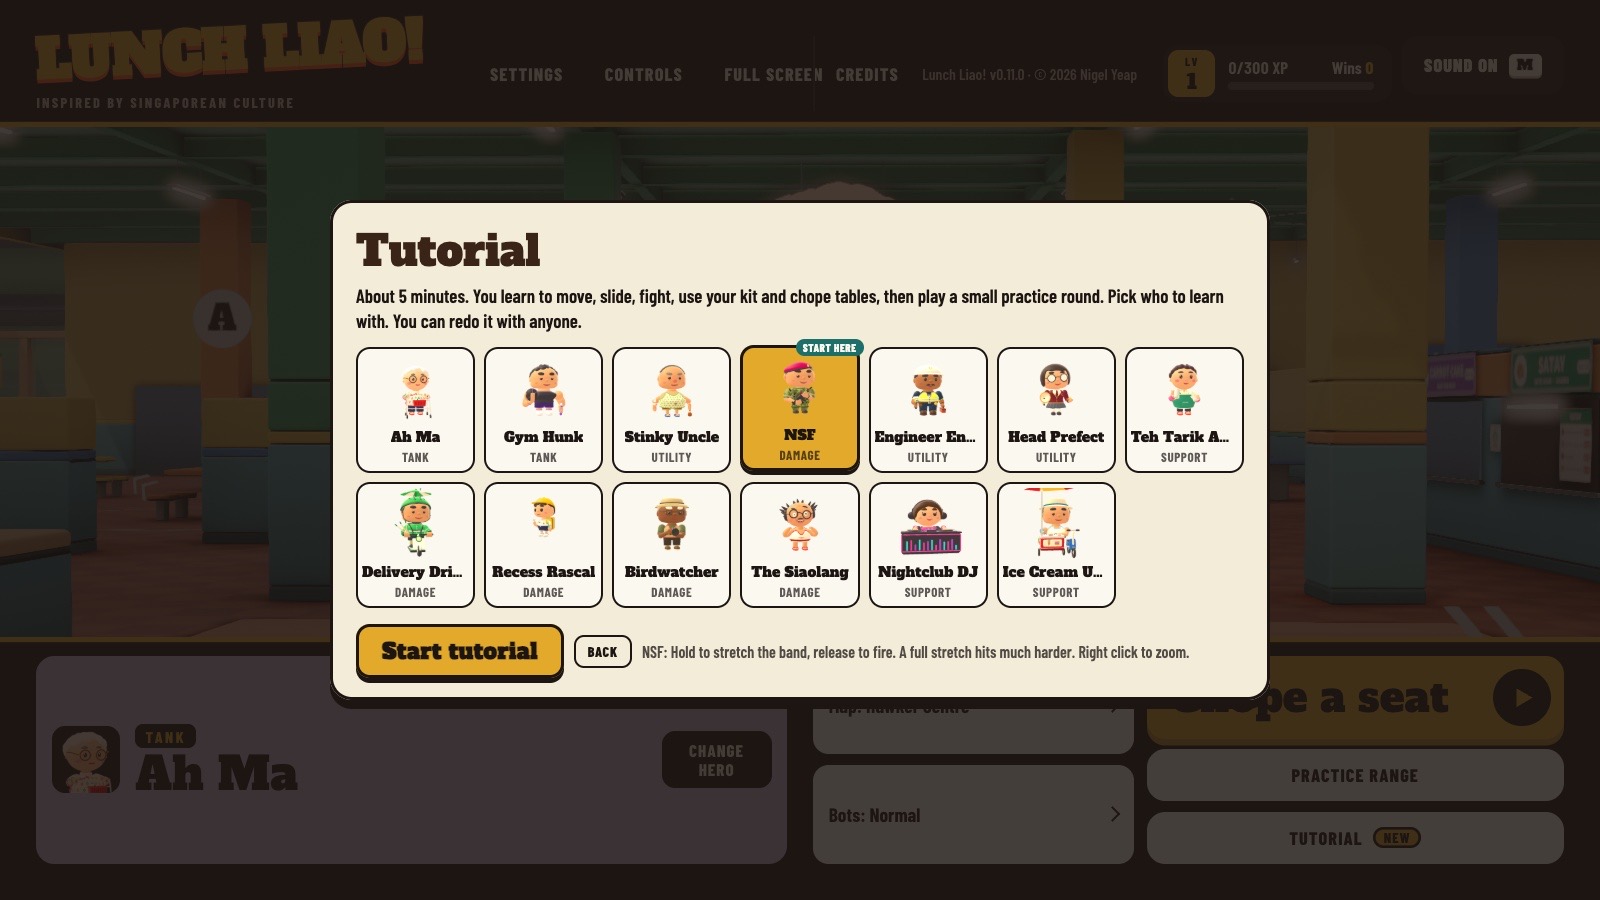 LUNCH LIAO!
INSPIRED BY SINGAPOREAN CULTURE
SETTINGS
CONTROLS
FULL SCREEN
CREDITS
Lunch Liao! v0.11.0 · © 2026 Nigel Yeap
LV
1
0/300 XP
Wins 0
SOUND ON M
A
SATAY
Tutorial
About 5 minutes. You learn to move, slide, fight, use your kit and chope tables, then play a small practice round. Pick who to learn
with. You can redo it with anyone.
START HERE
Ah Ma
TANK
Gym Hunk
TANK
Stinky Uncle
UTILITY
NSF
DAMAGE
Engineer En...
UTILITY
Head Prefect
UTILITY
Teh Tarik A...
SUPPORT
Delivery Dri...
DAMAGE
Recess Rascal
DAMAGE
Birdwatcher
DAMAGE
The Siaolang
DAMAGE
Nightclub DJ
SUPPORT
Ice Cream U...
SUPPORT
Start tutorial
BACK
NSF: Hold to stretch the band, release to fire. A full stretch hits much harder. Right click to zoom.
TANK
Ah Ma
CHANGE
HERO
Bots: Normal
a seat
PRACTICE RANGE
TUTORIAL NEW